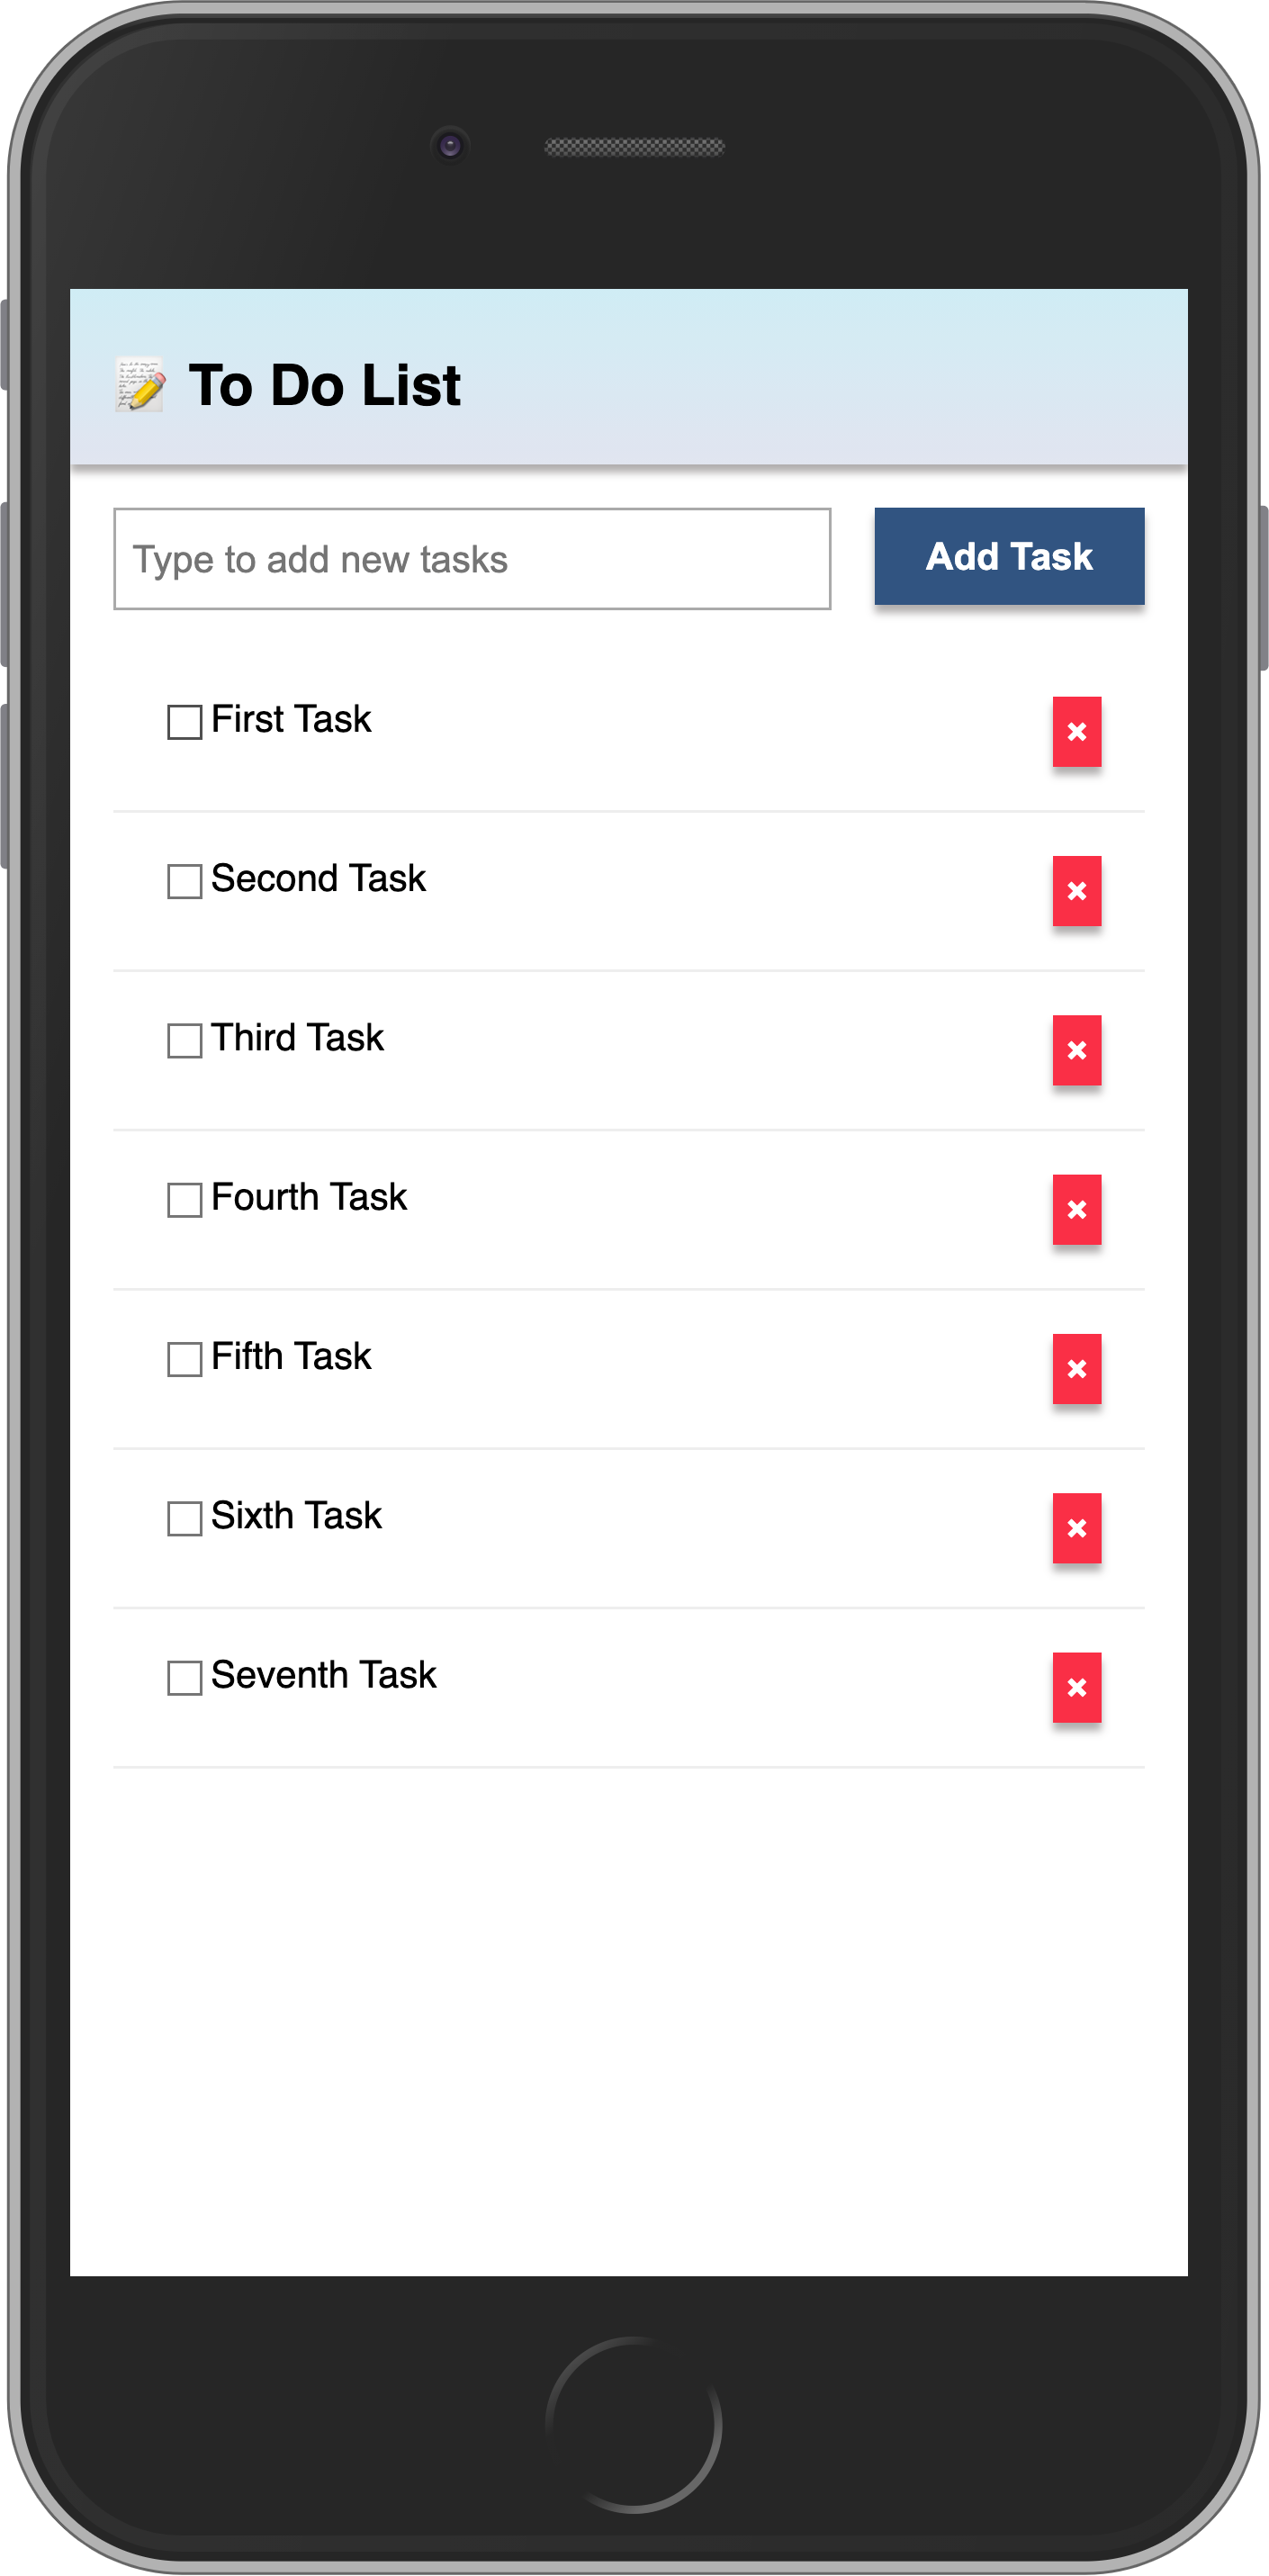 To Do List
Type to add new tasks
Add Task
First Task
Second Task
Third Task
Fourth Task
Fifth Task
Sixth Task
Seventh Task